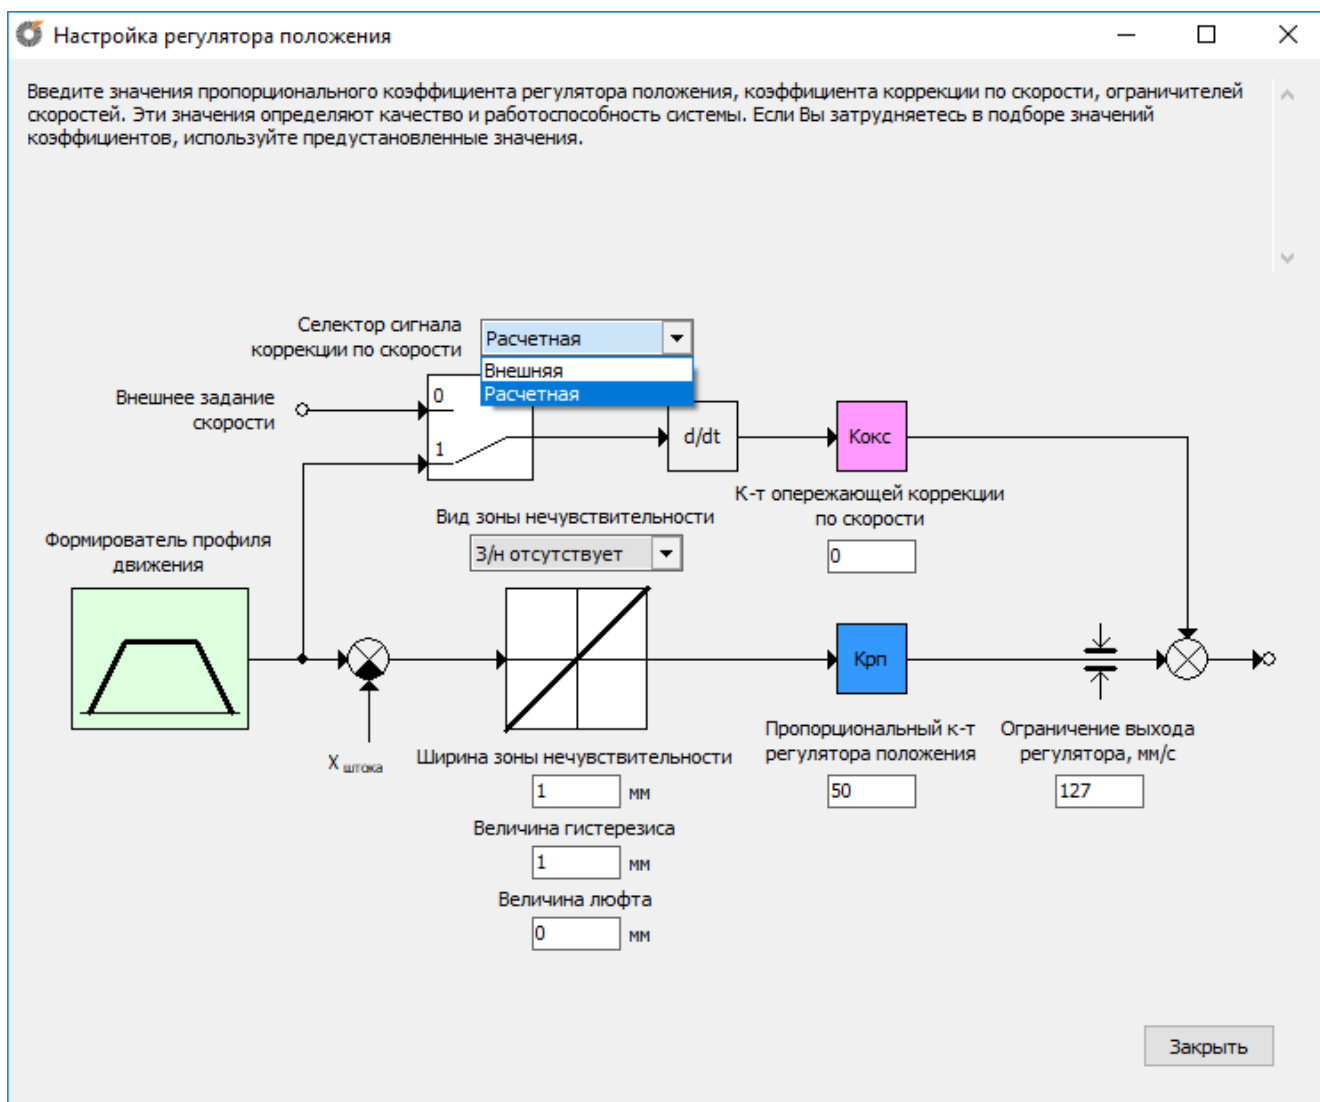 Настройка регулятора положения
Введите значения пропорционального коэффициента регулятора положения, коэффициента коррекции по скорости, ограничителей
скоростей. Эти значения определяют качество и работоспособность системы. Если Вы затрудняетесь в подборе значений
коэффициентов, используйте предустановленные значения.
Селектор сигнала
коррекции по скорости
Расчетная
Внешняя
Расчетная
Внешнее задание
скорости
0
1
d/dt
Кокс
К-т опережающей коррекции
по скорости
0
Вид зоны нечувствительности
З/н отсутствует
Формирователь профиля
движения
X штока
Крп
Ширина зоны нечувствительности
1 мм
Величина гистерезиса
1 мм
Величина люфта
0 мм
Пропорциональный к-т
регулятора положения
50
Ограничение выхода
регулятора, мм/с
127
Закрыть